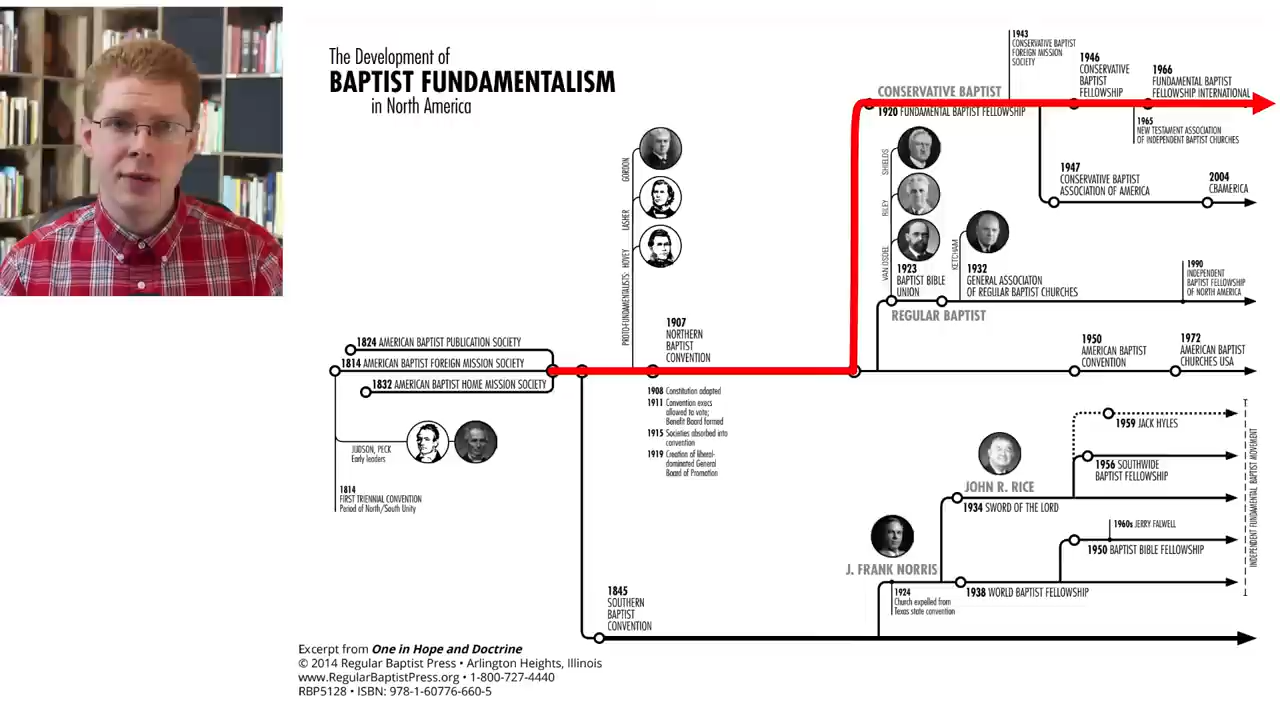 The Development of
BAPTIST FUNDAMENTALISM
in North America
1943
CONSERVATIVE BAPTIST
FOREIGN MISSION
SOCIETY
1946
CONSERVATIVE
BAPTIST
FELLOWSHIP
1966
FUNDAMENTAL BAPTIST
FELLOWSHIP INTERNATIONAL
CONSERVATIVE BAPTIST
1920 FUNDAMENTAL BAPTIST FELLOWSHIP
1965
NEW TESTAMENT ASSOCIATION
OF INDEPENDENT BAPTIST CHURCHES
1947
CONSERVATIVE BAPTIST
ASSOCIATION OF AMERICA
2004
CBAMERICA
GORDON
LASHER
PROTO-FUNDAMENTALISTS: HOVEY
SHIELDS
RILEY
VAN OSDEL
KETCHAM
1923
BAPTIST BIBLE
UNION
1932
GENERAL ASSOCIATON
OF REGULAR BAPTIST CHURCHES
1990
INDEPENDENT
BAPTIST FELLOWSHIP
OF NORTH AMERICA
REGULAR BAPTIST
1824 AMERICAN BAPTIST PUBLICATION SOCIETY
1814 AMERICAN BAPTIST FOREIGN MISSION SOCIETY
1832 AMERICAN BAPTIST HOME MISSION SOCIETY
1907
NORTHERN
BAPTIST
CONVENTION
1950
AMERICAN BAPTIST
CONVENTION
1972
AMERICAN BAPTIST
CHURCHES USA
1908 Constitution adopted
1911 Convention execs
allowed to vote;
Benefit Board formed
1915 Societies absorbed into
convention
1919 Creation of liberal-
dominated General
Board of Promotion
JUDSON, PECK
Early leaders
1814
FIRST TRIENNIAL CONVENTION
Period of North/South Unity
1959 JACK HYLES
1956 SOUTHWIDE
BAPTIST FELLOWSHIP
JOHN R. RICE
1934 SWORD OF THE LORD
1960s JERRY FALWELL
1950 BAPTIST BIBLE FELLOWSHIP
J. FRANK NORRIS
1924
Church expelled from
Texas state convention
1938 WORLD BAPTIST FELLOWSHIP
INDEPENDENT FUNDAMENTAL BAPTIST MOVEMENT
1845
SOUTHERN
BAPTIST
CONVENTION
Excerpt from One in Hope and Doctrine
© 2014 Regular Baptist Press • Arlington Heights, Illinois
www.RegularBaptistPress.org • 1-800-727-4440
RBP5128 • ISBN: 978-1-60776-660-5